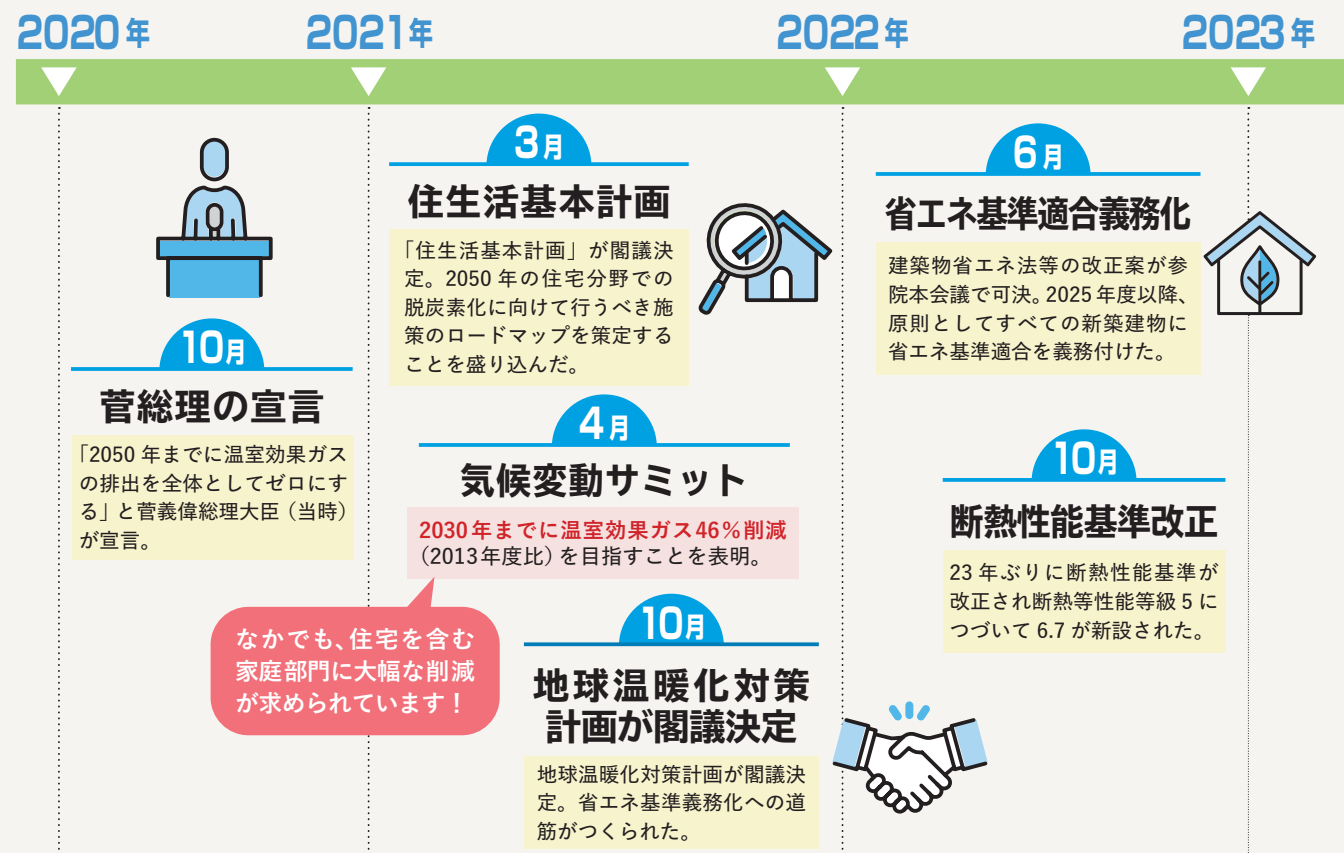 2020年
2021年
2022年
2023年
10月
菅総理の宣言
「2050 年までに温室効果ガス
の排出を全体としてゼロにす
る」と菅義偉総理大臣（当時）
が宣言。
3月
住生活基本計画
「住生活基本計画」が閣議決
定。2050 年の住宅分野での
脱炭素化に向けて行うべき施
策のロードマップを策定する
ことを盛り込んだ。
4月
気候変動サミット
2030年までに温室効果ガス46%削減
（2013年度比）を目指すことを表明。
なかでも、住宅を含む
家庭部門に大幅な削減
が求められています！
10月
地球温暖化対策
計画が閣議決定
地球温暖化対策計画が閣議決
定。省エネ基準義務化への道
筋がつくられた。
6月
省エネ基準適合義務化
建築物省エネ法等の改正案が参
院本会議で可決。2025年度以降、
原則としてすべての新築建物に
省エネ基準適合を義務付けた。
10月
断熱性能基準改正
23 年ぶりに断熱性能基準が
改正され断熱等性能等級 5 に
つづいて 6.7 が新設された。